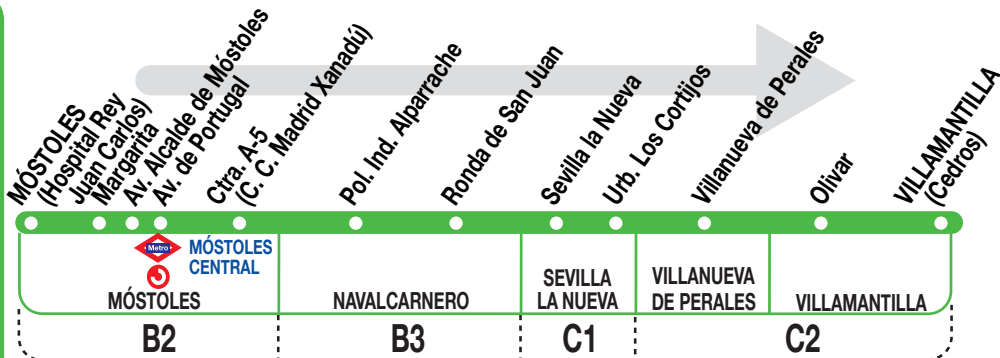 MÓSTOLES
(Hospital Rey
Juan Carlos)
Margarita
Av. Alcalde de Móstoles
Av. de Portugal
Ctra. A-5
(C. C. Madrid Xanadú)
Pol. Ind. Alparrache
Ronda de San Juan
Sevilla la Nueva
Urb. Los Cortijos
Villanueva de Perales
Olivar
VILLAMANTILLA
(Cedros)
Metro
MÓSTOLES
CENTRAL
MÓSTOLES
NAVALCARNERO
SEVILLA
LA NUEVA
VILLANUEVA
DE PERALES
VILLAMANTILLA
B2
B3
C1
C2